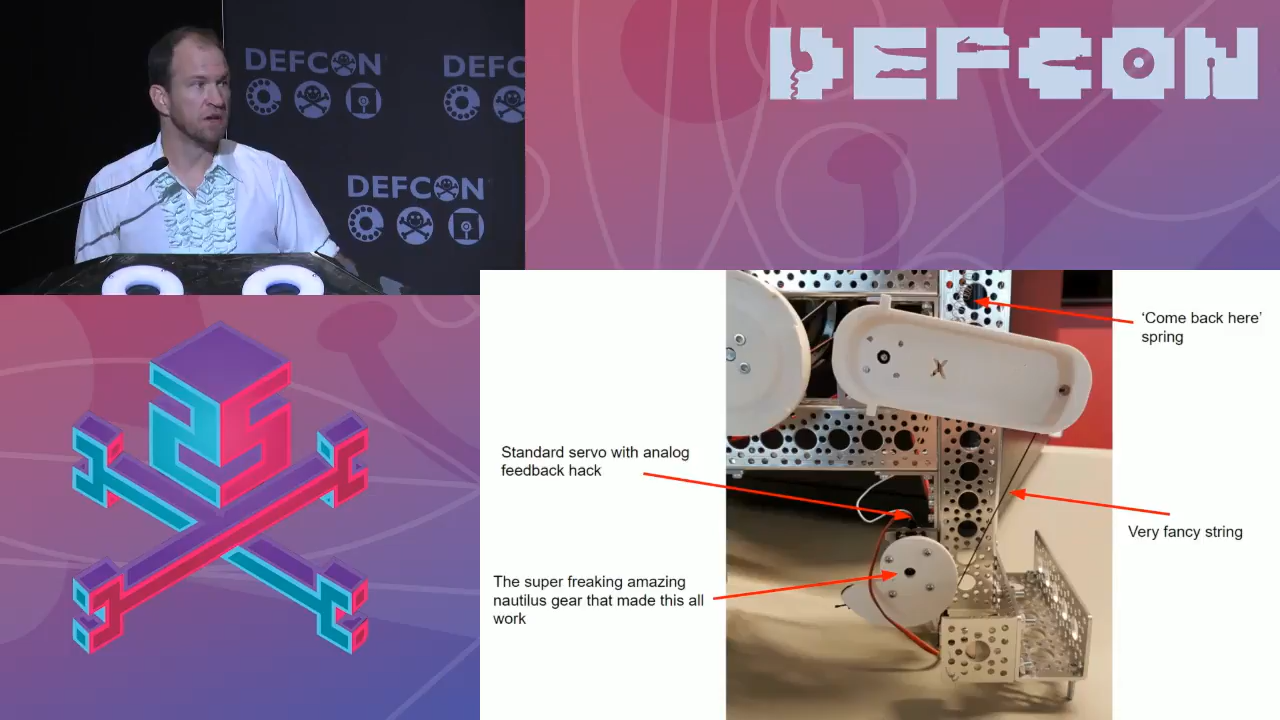 DEFCON
DEFCON
DEF
DEFCON
‘Come back here’
spring
Standard servo with analog
feedback hack
Very fancy string
The super freaking amazing
nautilus gear that made this all
work